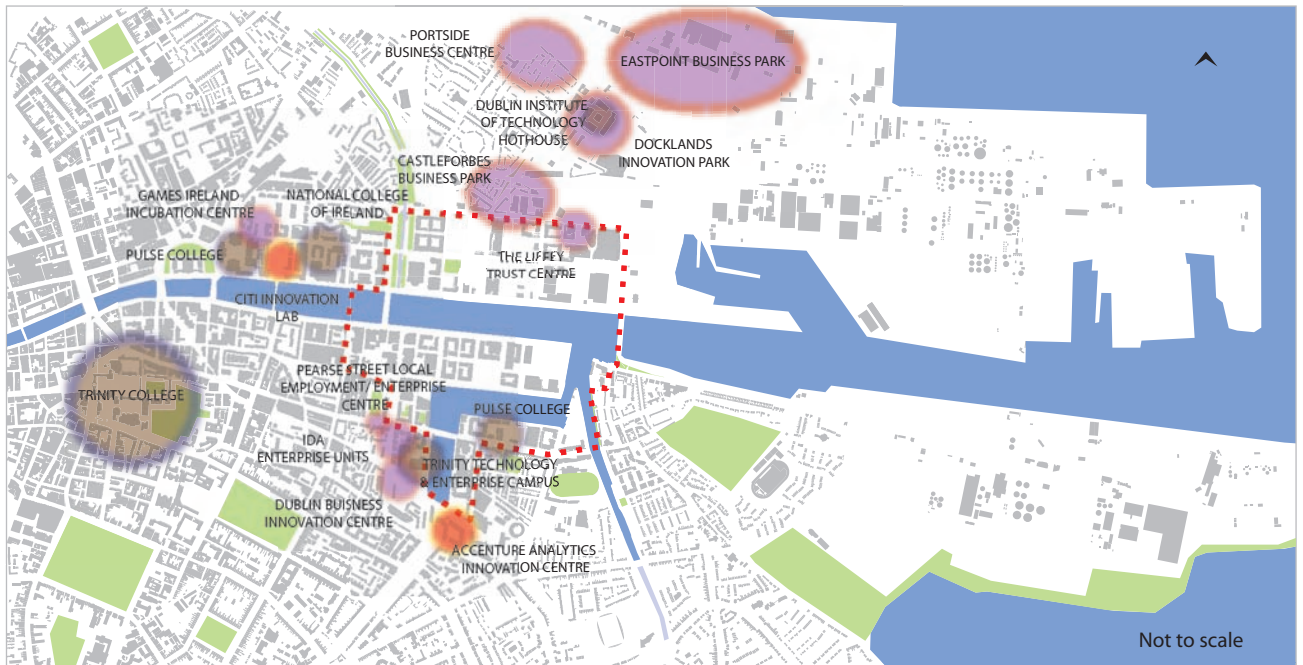 PORTSIDE
BUSINESS CENTRE
EASTPOINT BUSINESS PARK
DUBLIN INSTITUTE
OF TECHNOLOGY
HOTHOUSE
DOCKLANDS
INNOVATION PARK
CASTLEFORBES
BUSINESS PARK
GAMES IRELAND
INCUBATION CENTRE
NATIONAL COLLEGE
OF IRELAND
PULSE COLLEGE
THE LIFFEY
TRUST CENTRE
CITI INNOVATION
LAB
PEARSE STREET LOCAL
EMPLOYMENT/ ENTERPRISE
CENTRE
TRINITY COLLEGE
PULSE COLLEGE
IDA
ENTERPRISE UNITS
TRINITY TECHNOLOGY
& ENTERPRISE CAMPUS
DUBLIN BUISNESS
INNOVATION CENTRE
ACCENTURE ANALYTICS
INNOVATION CENTRE
Not to scale